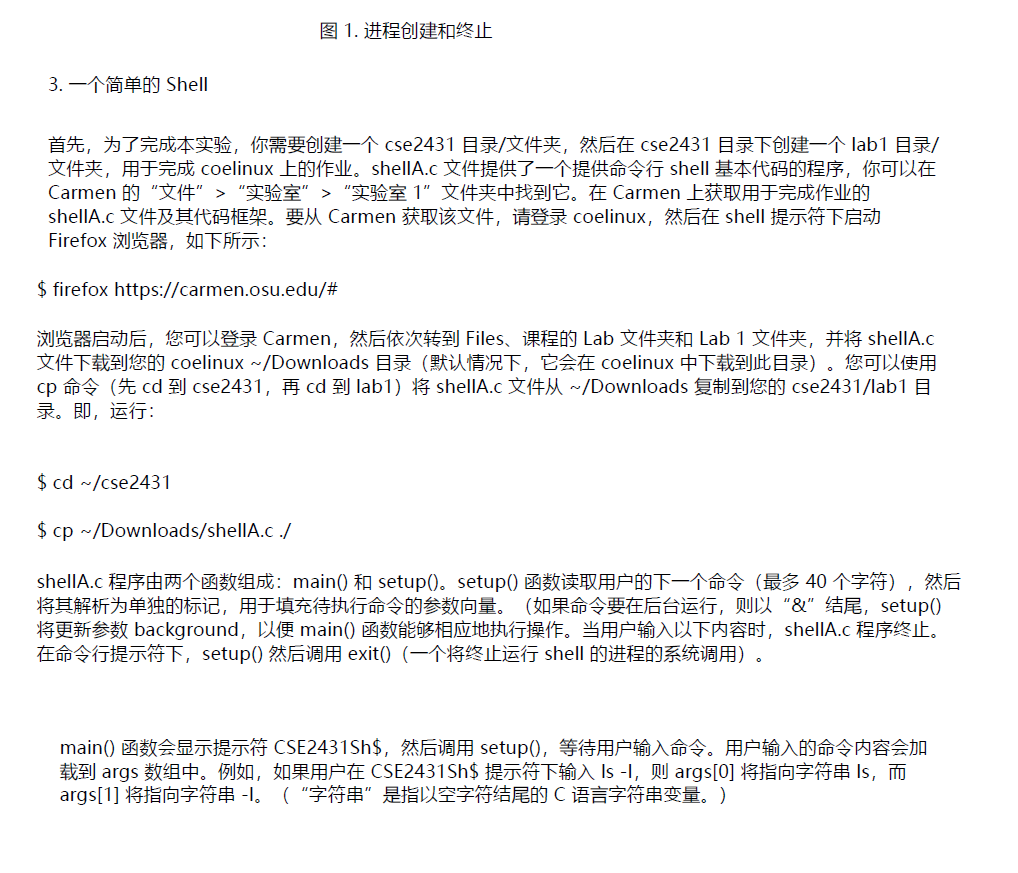 图 1. 进程创建和终止
3. 一个简单的 Shell
首先，为了完成本实验，你需要创建一个 cse2431 目录/文件夹，然后在 cse2431 目录下创建一个 lab1 目录/
文件夹，用于完成 coelinux 上的作业。shellA.c 文件提供了一个提供命令行 shell 基本代码的程序，你可以在
Carmen 的“文件”>“实验室”>“实验室 1”文件夹中找到它。在 Carmen 上获取用于完成作业的
shellA.c 文件及其代码框架。要从 Carmen 获取该文件，请登录 coelinux，然后在 shell 提示符下启动
Firefox 浏览器，如下所示：
$ firefox https://carmen.osu.edu/#
浏览器启动后，您可以登录 Carmen，然后依次转到 Files、课程的 Lab 文件夹和 Lab 1 文件夹，并将 shellA.c
文件下载到您的 coelinux ~/Downloads 目录（默认情况下，它会在 coelinux 中下载到此目录）。您可以使用
cp 命令（先 cd 到 cse2431，再 cd 到 lab1）将 shellA.c 文件从 ~/Downloads 复制到您的 cse2431/lab1 目
录。即，运行：
$ cd ~/cse2431
$ cp ~/Downloads/shellA.c ./
shellA.c 程序由两个函数组成：main() 和 setup()。setup() 函数读取用户的下一个命令（最多 40 个字符），然后
将其解析为单独的标记，用于填充待执行命令的参数向量。（如果命令要在后台运行，则以“&”结尾，setup()
将更新参数 background，以便 main() 函数能够相应地执行操作。当用户输入以下内容时，shellA.c 程序终止。
在命令行提示符下，setup() 然后调用 exit()（一个将终止运行 shell 的进程的系统调用）。
main() 函数会显示提示符 CSE2431Sh$，然后调用 setup()，等待用户输入命令。用户输入的命令内容会加
载到 args 数组中。例如，如果用户在 CSE2431Sh$ 提示符下输入 ls -l，则 args[0] 将指向字符串 ls，而
args[1] 将指向字符串 -l。（“字符串”是指以空字符结尾的 C 语言字符串变量。）